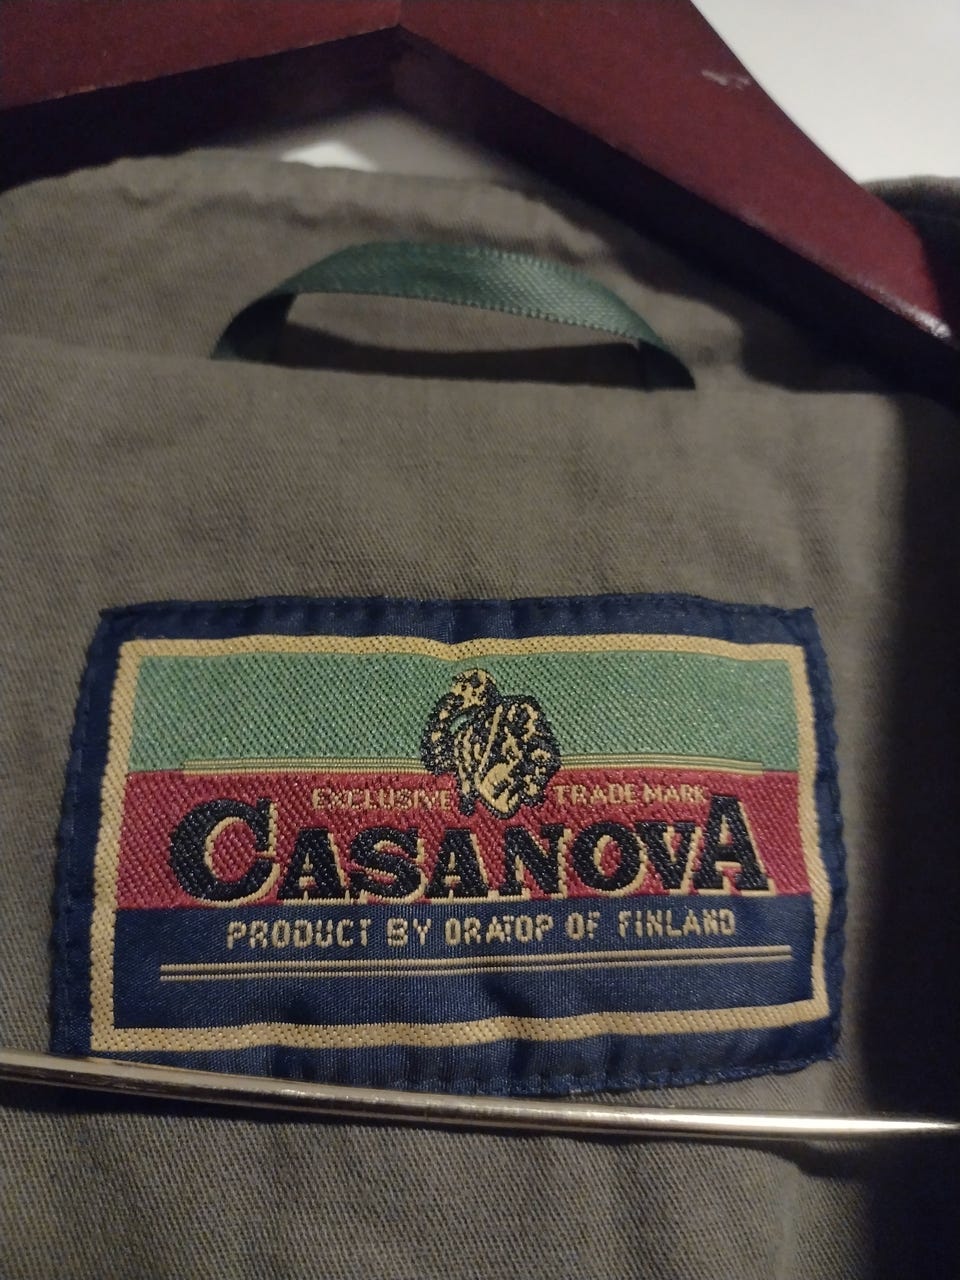 EXCLUSIVE TRADE MARK
CASANOVA
PRODUCT BY ORATOP OF FINLAND